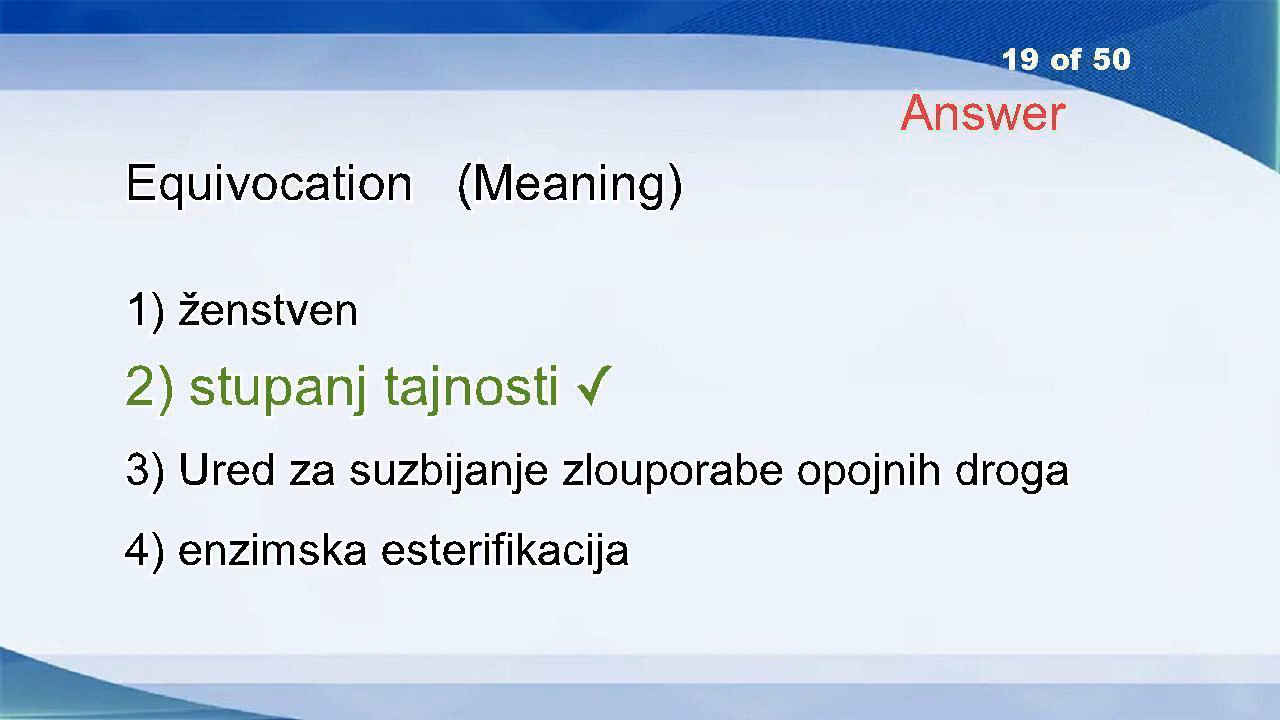 19 of 50
Answer
Equivocation (Meaning)
1) ženstven
2) stupanj tajnosti ✓
3) Ured za suzbijanje zlouporabe opojnih droga
4) enzimska esterifikacija